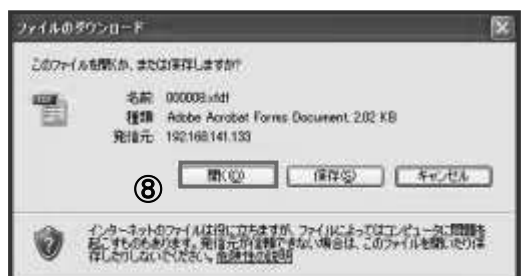 ファイルのダウンロード
このファイルを開くか、または保存しますか?
名前 000008.xfdf
種類 Adobe Acrobat Forms Document, 2.02 KB
発信元 192.168.141.133
⑧ 開く(O) 保存(S) キャンセル
インターネットのファイルは役に立ちますが、ファイルによってはコンピュータに問題を
起こすものもあります。発信元が信頼できない場合は、このファイルを開いたり保
存したりしないでください。危険性の説明